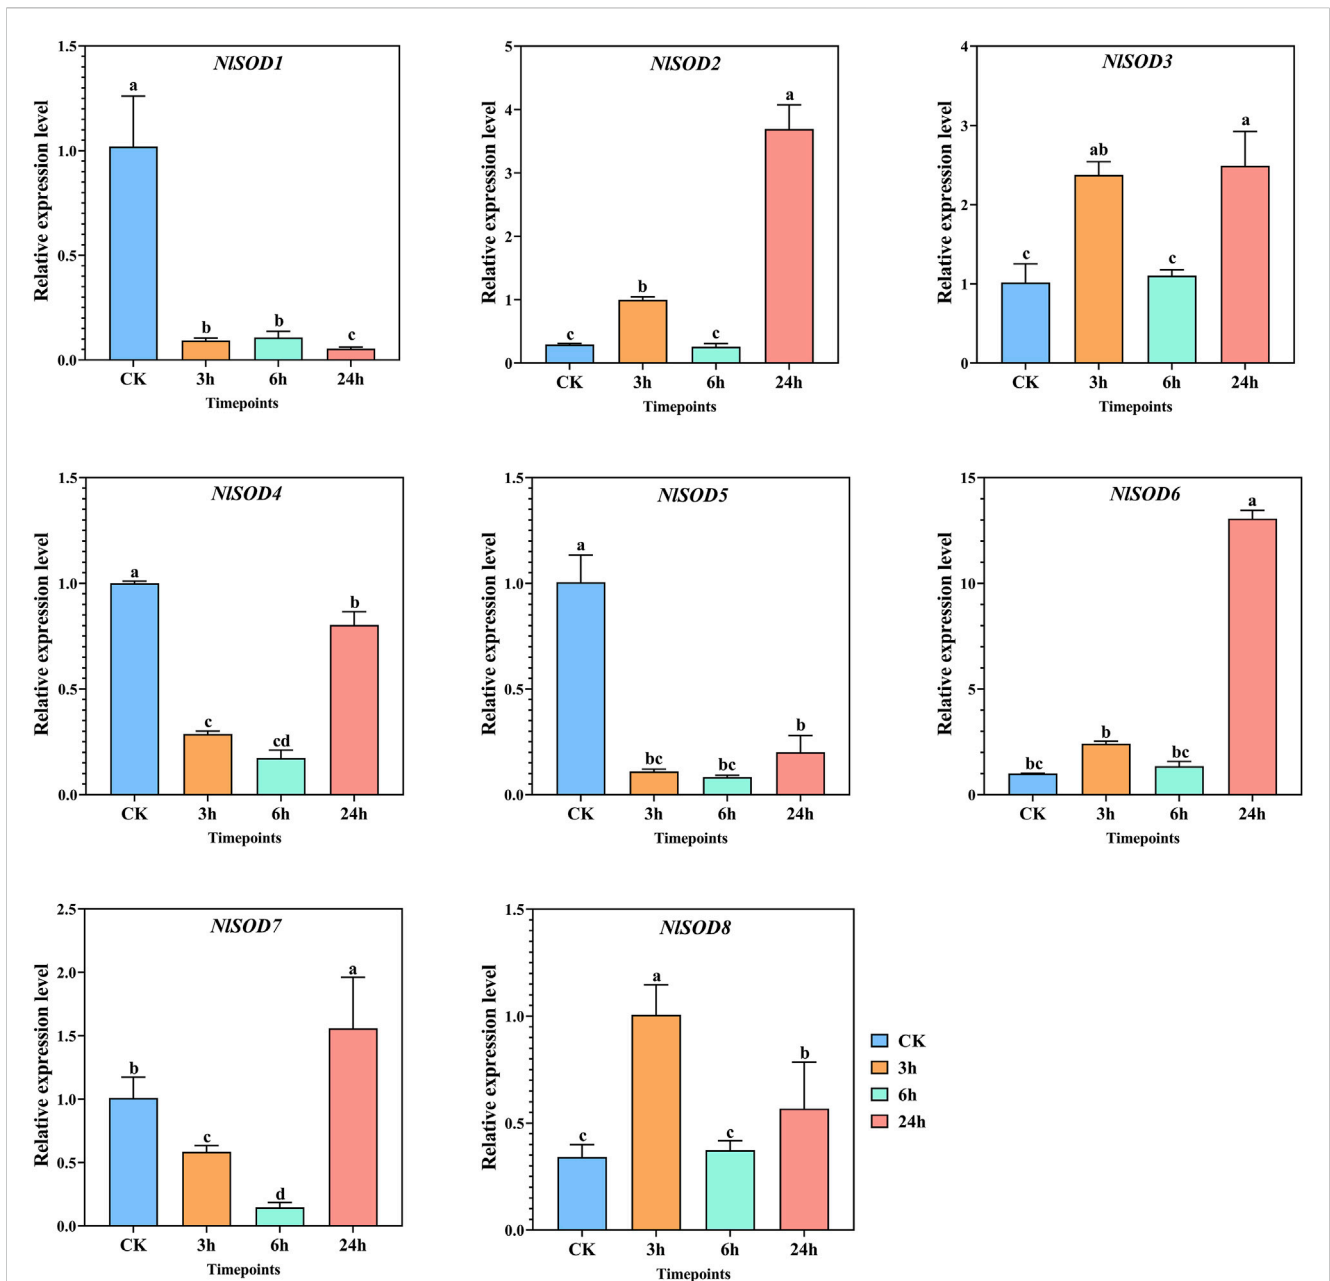 NlSOD1
Relative expression level
1.5
1.0
0.5
0.0
a
b
b
c
CK 3h 6h 24h
Timepoints
NlSOD2
Relative expression level
5
4
3
2
1
0
c
b
c
a
CK 3h 6h 24h
Timepoints
NlSOD3
Relative expression level
4
3
2
1
0
c
ab
c
a
CK 3h 6h 24h
Timepoints
NlSOD4
Relative expression level
1.5
1.0
0.5
0.0
a
c
cd
b
CK 3h 6h 24h
Timepoints
NlSOD5
Relative expression level
1.5
1.0
0.5
0.0
a
bc
bc
b
CK 3h 6h 24h
Timepoints
NlSOD6
Relative expression level
15
10
5
0
bc
b
bc
a
CK 3h 6h 24h
Timepoints
NlSOD7
Relative expression level
2.5
2.0
1.5
1.0
0.5
0.0
b
c
d
a
CK 3h 6h 24h
Timepoints
NlSOD8
Relative expression level
1.5
1.0
0.5
0.0
c
a
c
b
CK 3h 6h 24h
Timepoints
CK
3h
6h
24h